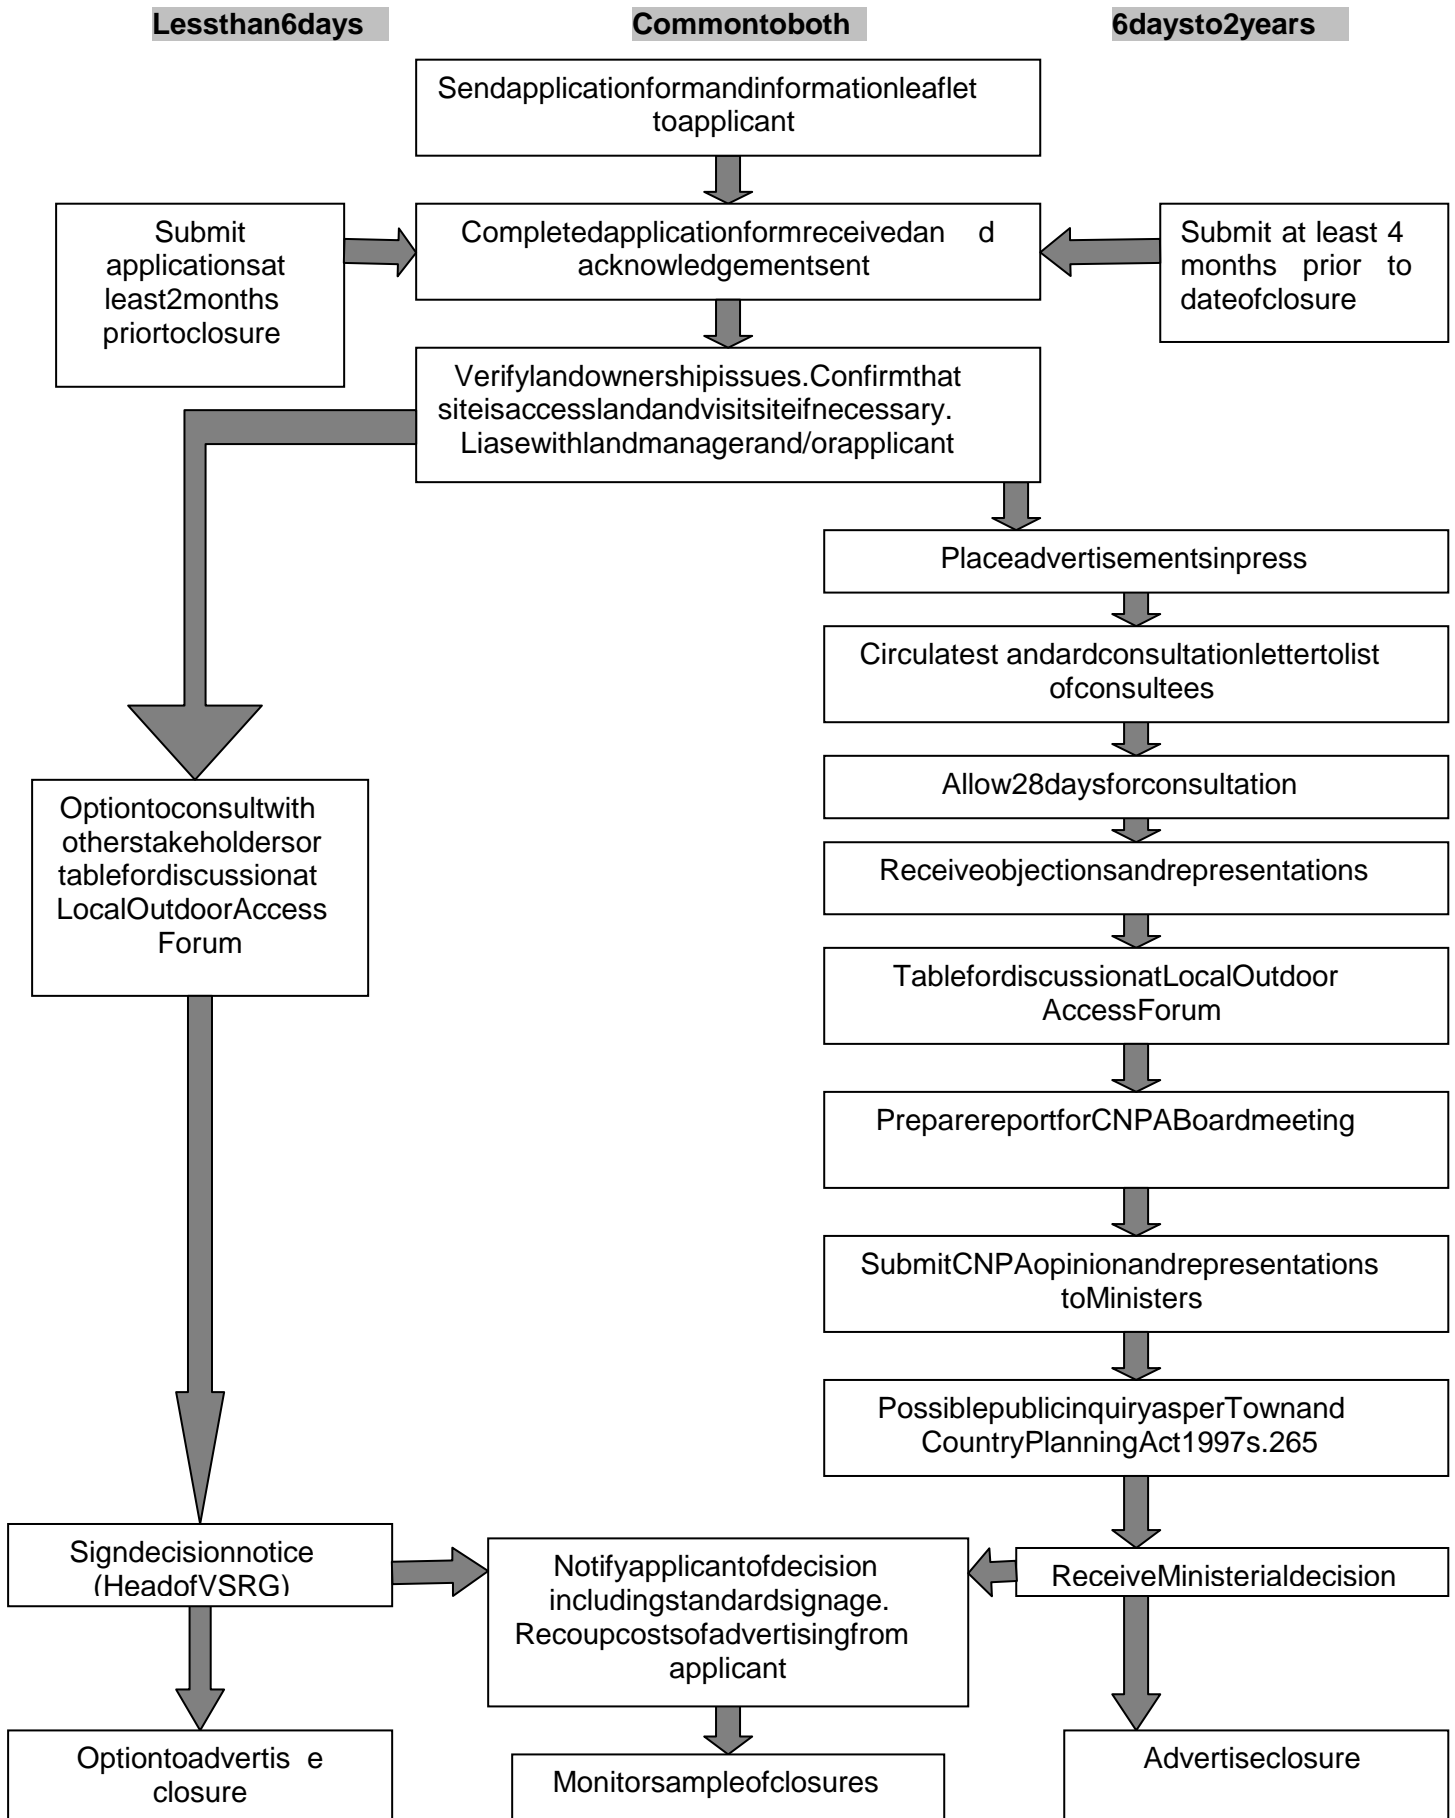 Lessthan6days
Commontoboth
6daysto2years
Sendapplicationformandinformationleaflet
toapplicant
Submit
applicationsat
least2months
priortoclosure
Completedapplicationformreceivedan d
acknowledgementsent
Submit at least 4
months prior to
dateofclosure
Verifylandownershipissues.Confirmthat
siteisaccesslandandvisitsiteifnecessary.
Liasewithlandmanagerand/orapplicant
Placeadvertisementsinpress
Circulatest andardconsultationlettertolist
ofconsultees
Allow28daysforconsultation
Receiveobjectionsandrepresentations
TablefordiscussionatLocalOutdoor
AccessForum
PreparereportforCNPABoardmeeting
SubmitCNPAopinionandrepresentations
toMinisters
PossiblepublicinquiryasperTownand
CountryPlanningAct1997s.265
ReceiveMinisterialdecision
Advertiseclosure
Optiontoconsultwith
otherstakeholdersor
tablefordiscussionat
LocalOutdoorAccess
Forum
Signdecisionnotice
(HeadofVSRG)
Optiontoadvertis e
closure
Notifyapplicantofdecision
includingstandardsignage.
Recoupcostsofadvertisingfrom
applicant
Monitorsampleofclosures